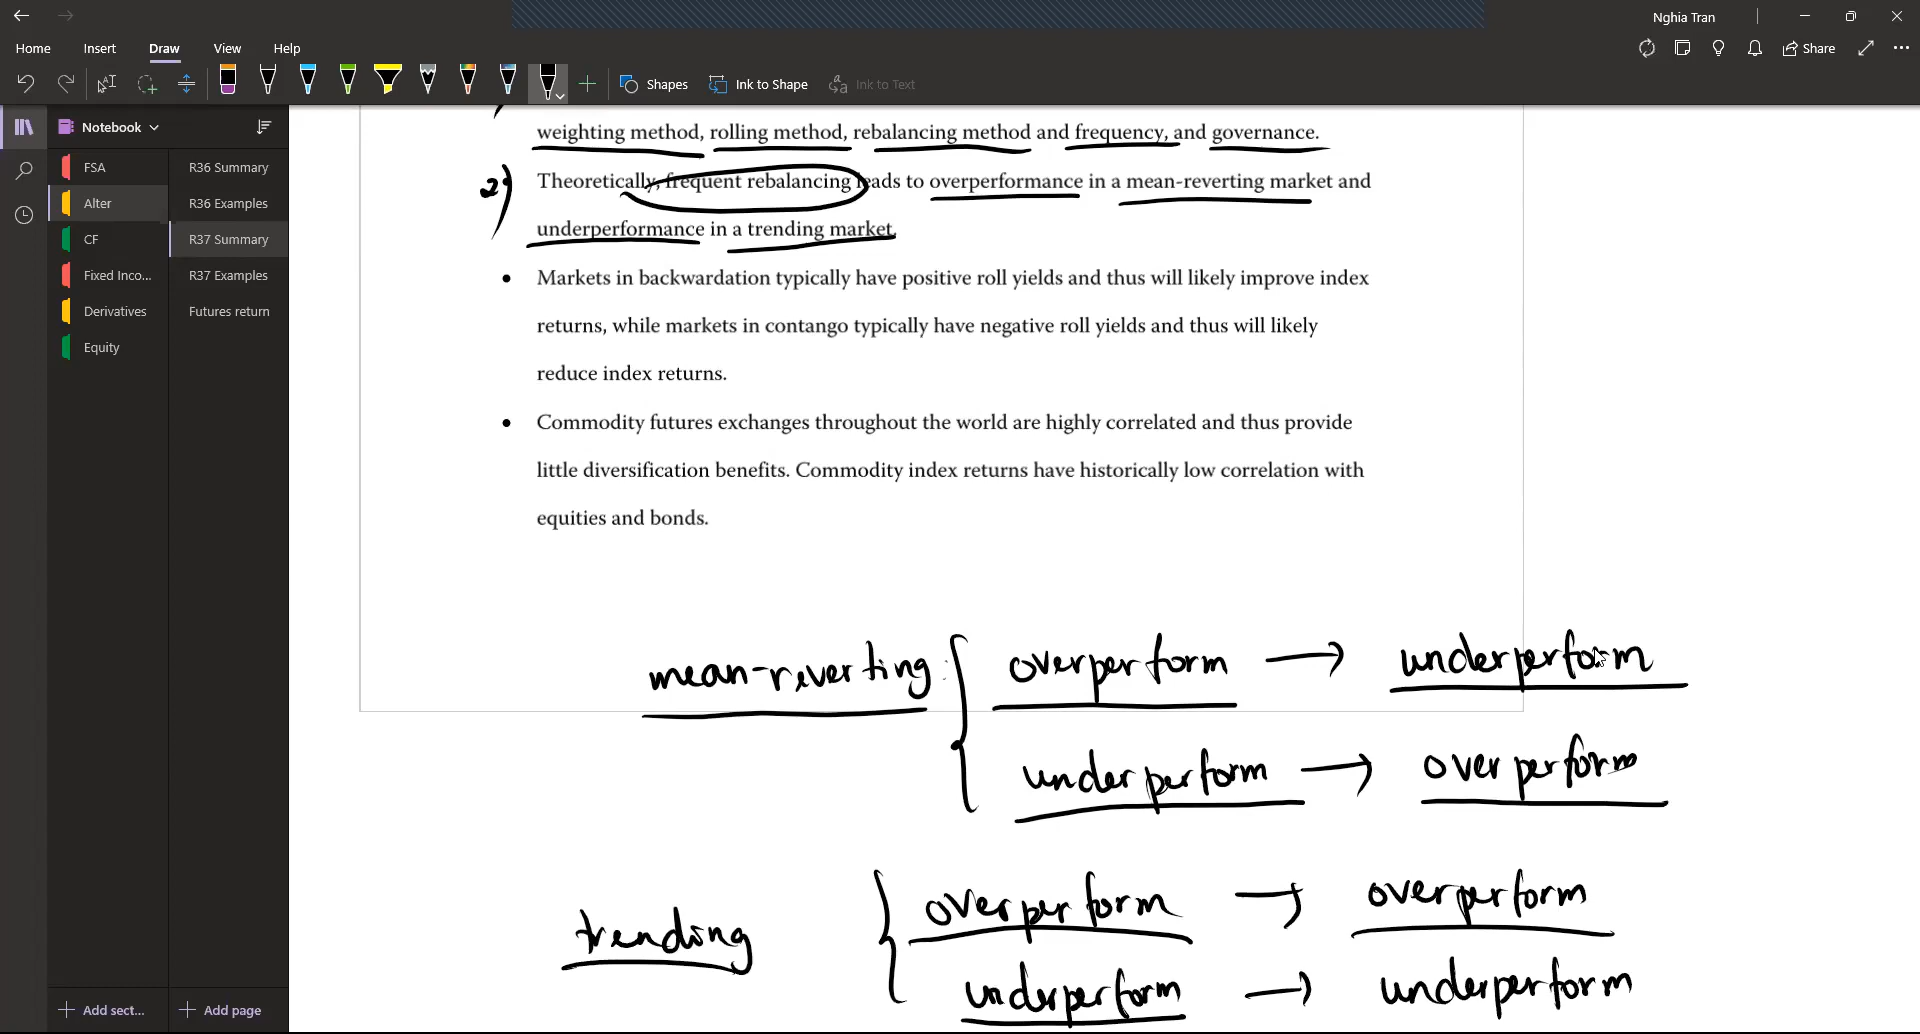 Nghia Tran
Home Insert Draw View Help
Share
Shapes Ink to Shape Ink to Text
Notebook
FSA
Alter
CF
Fixed Inco...
Derivatives
Equity
Add sect...
R36 Summary
R36 Examples
R37 Summary
R37 Examples
Futures return
Add page
weighting method, rolling method, rebalancing method and frequency, and governance.
2) Theoretically, frequent rebalancing leads to overperformance in a mean-reverting market and
underperformance in a trending market.
• Markets in backwardation typically have positive roll yields and thus will likely improve index
returns, while markets in contango typically have negative roll yields and thus will likely
reduce index returns.
• Commodity futures exchanges throughout the world are highly correlated and thus provide
little diversification benefits. Commodity index returns have historically low correlation with
equities and bonds.
mean-reverting: { overperform → underperform
underperform → overperform
trending { overperform → overperform
underperform → underperform